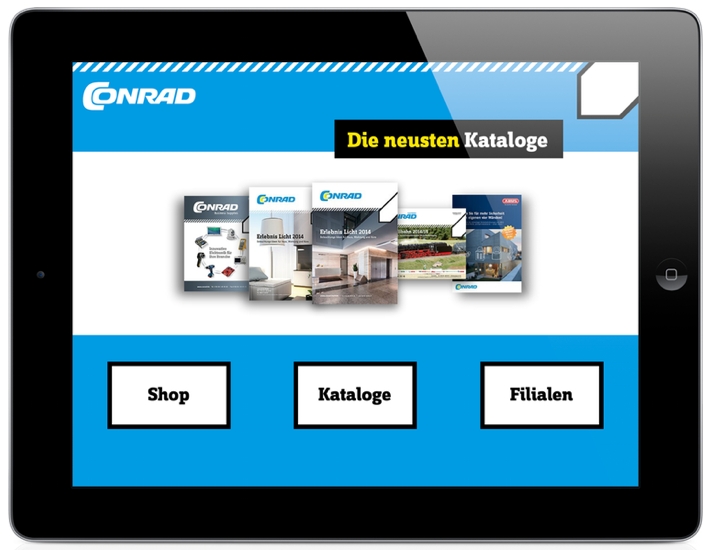 CONRAD
Die neusten Kataloge
CONRAD
CONRAD
Erlebnis Licht 2014
CONRAD
Erlebnis Licht 2014
ABUS
CONRAD
Shop
Kataloge
Filialen